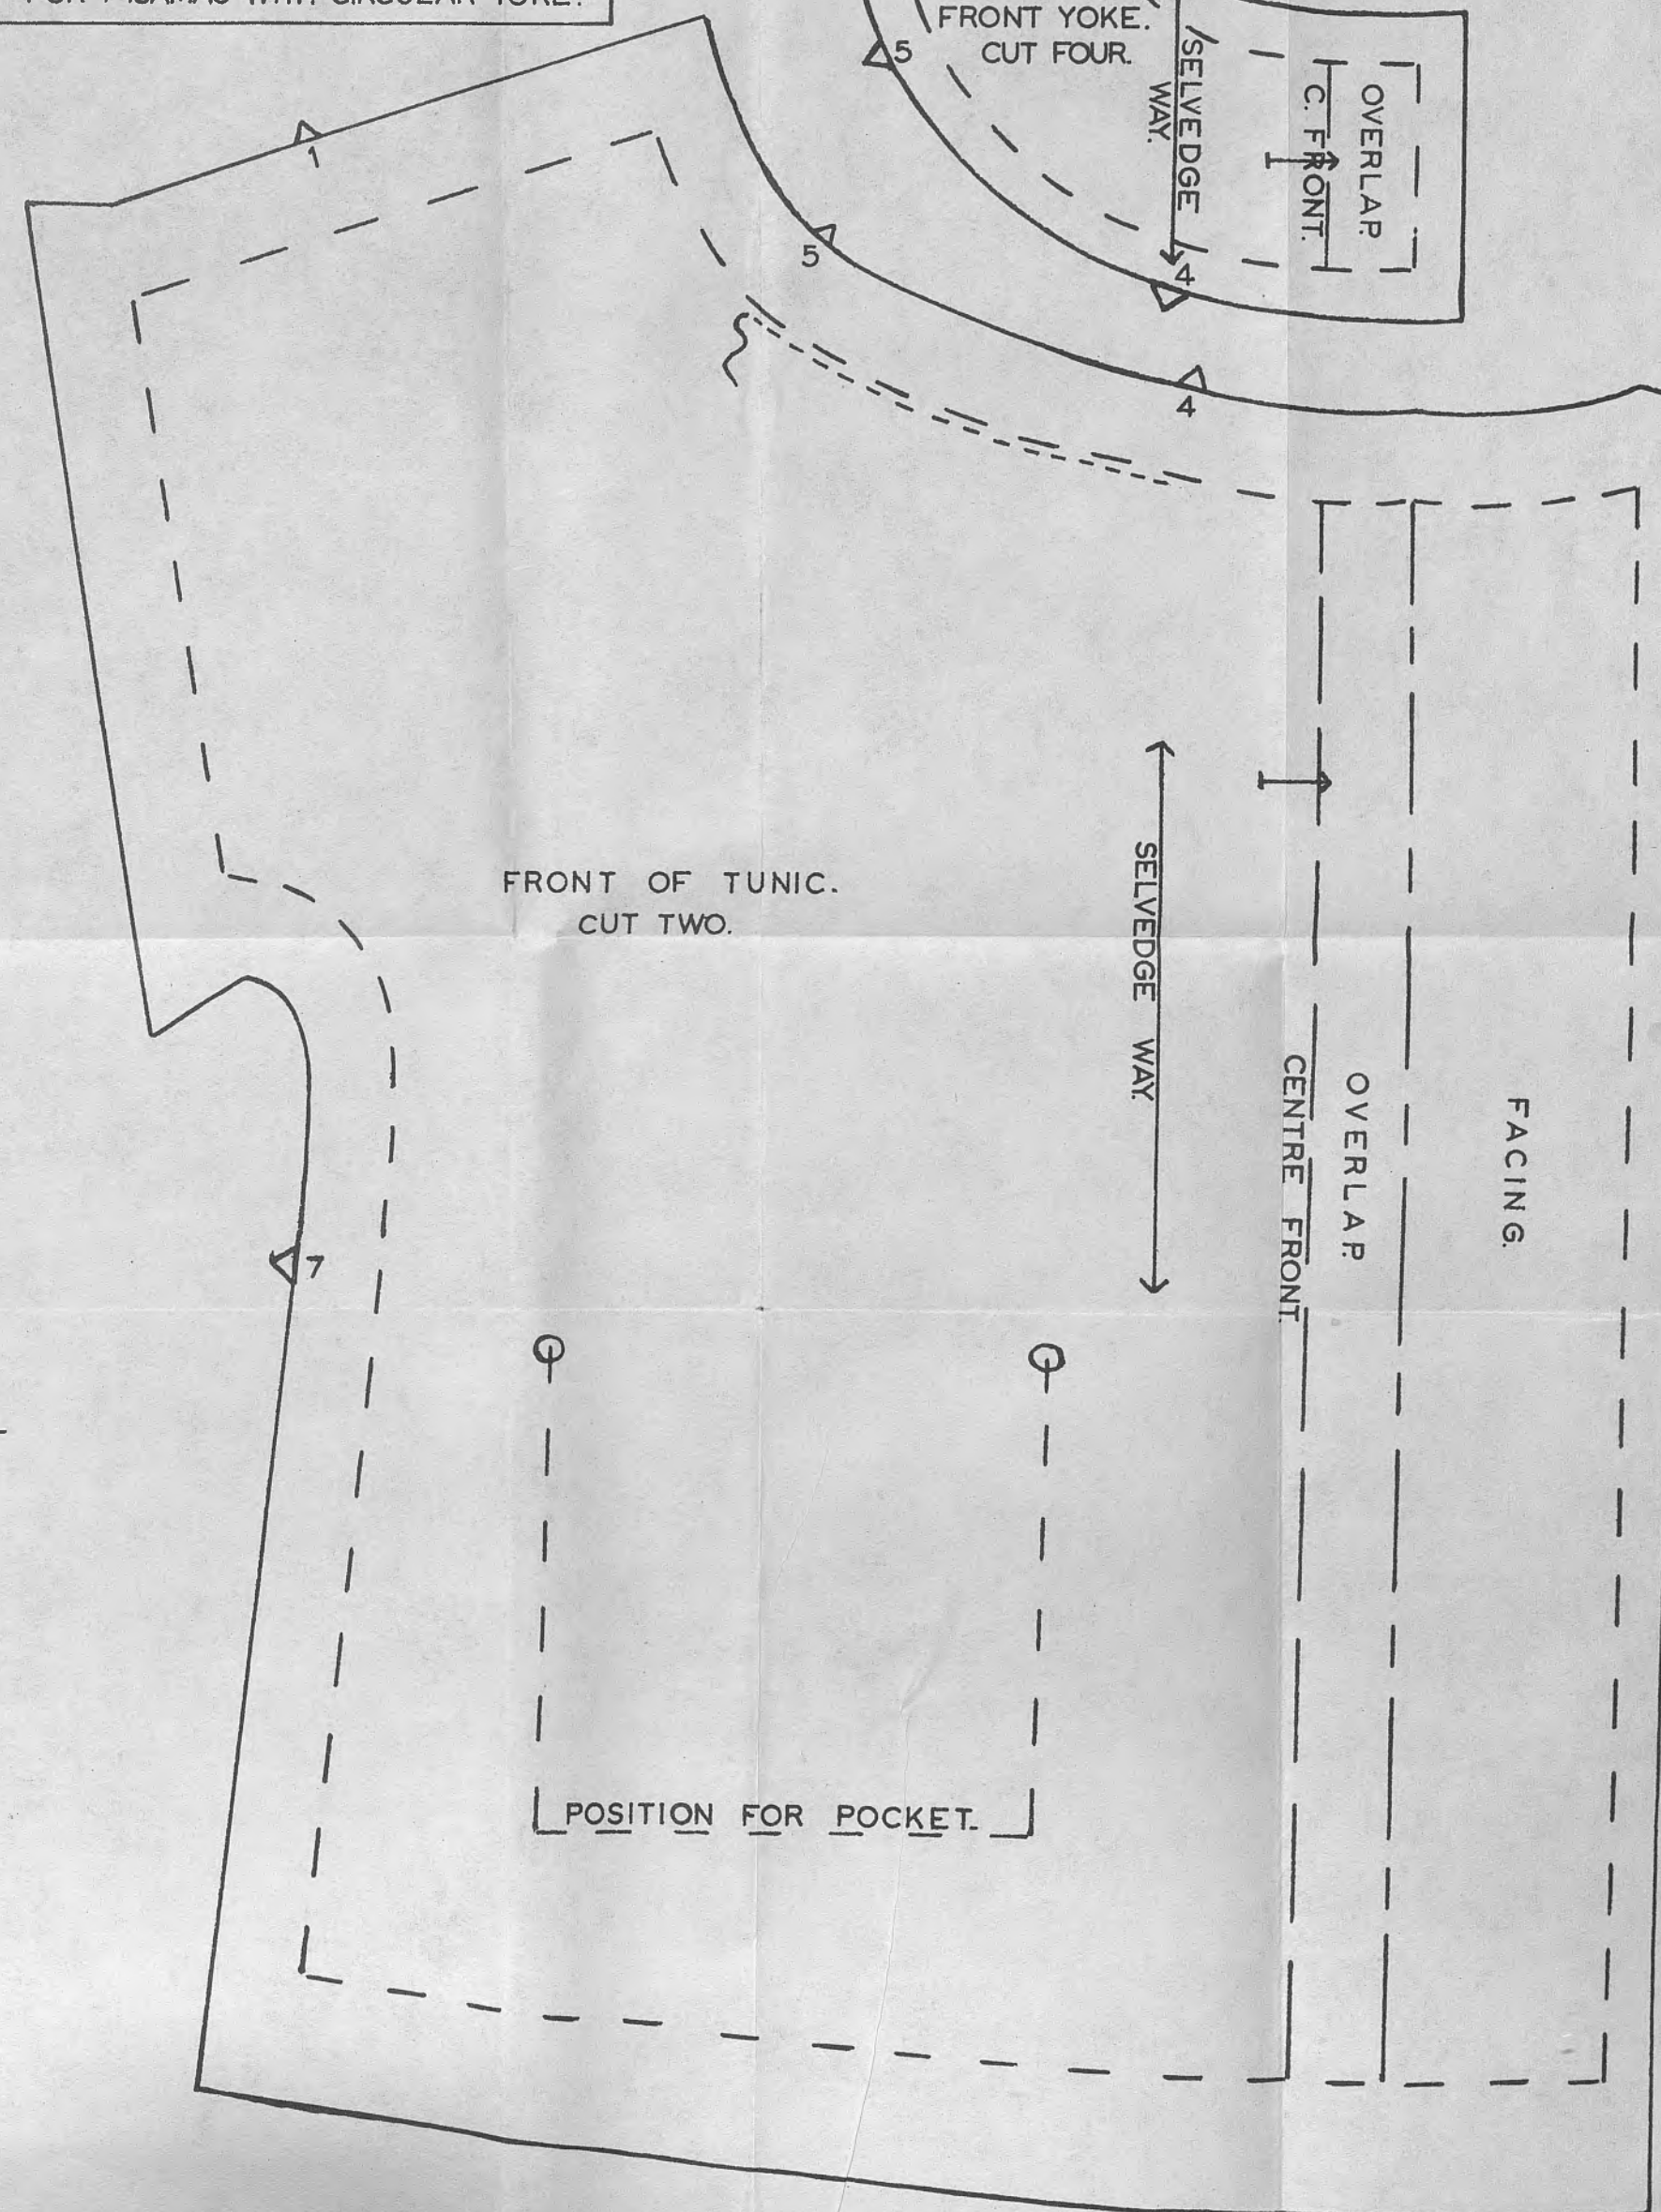 FOR PYJAMAS WITH CIRCULAR YOKE.
FRONT YOKE.
CUT FOUR.
SELVEDGE
WAY.
C. FRONT.
OVERLAP.
5
4
1
5
4
FRONT OF TUNIC.
CUT TWO.
SELVEDGE WAY.
CENTRE FRONT.
OVERLAP.
FACING.
7
POSITION FOR POCKET.